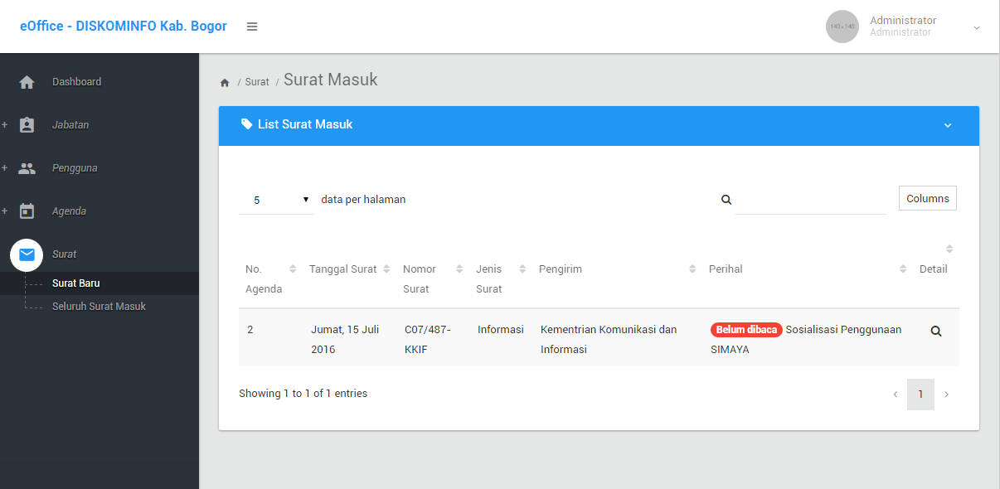 eOffice - DISKOMINFO Kab. Bogor
140 x 140
Administrator
Administrator
Dashboard
+ Jabatan
+ Pengguna
+ Agenda
Surat
Surat Baru
Seluruh Surat Masuk
/ Surat / Surat Masuk
List Surat Masuk
5 data per halaman
Columns
No. Agenda
Tanggal Surat
Nomor Surat
Jenis Surat
Pengirim
Perihal
Detail
2
Jumat, 15 Juli
2016
C07/487-
KKIF
Informasi
Kementrian Komunikasi dan
Informasi
Belum dibaca Sosialisasi Penggunaan
SIMAYA
Showing 1 to 1 of 1 entries
‹ 1 ›